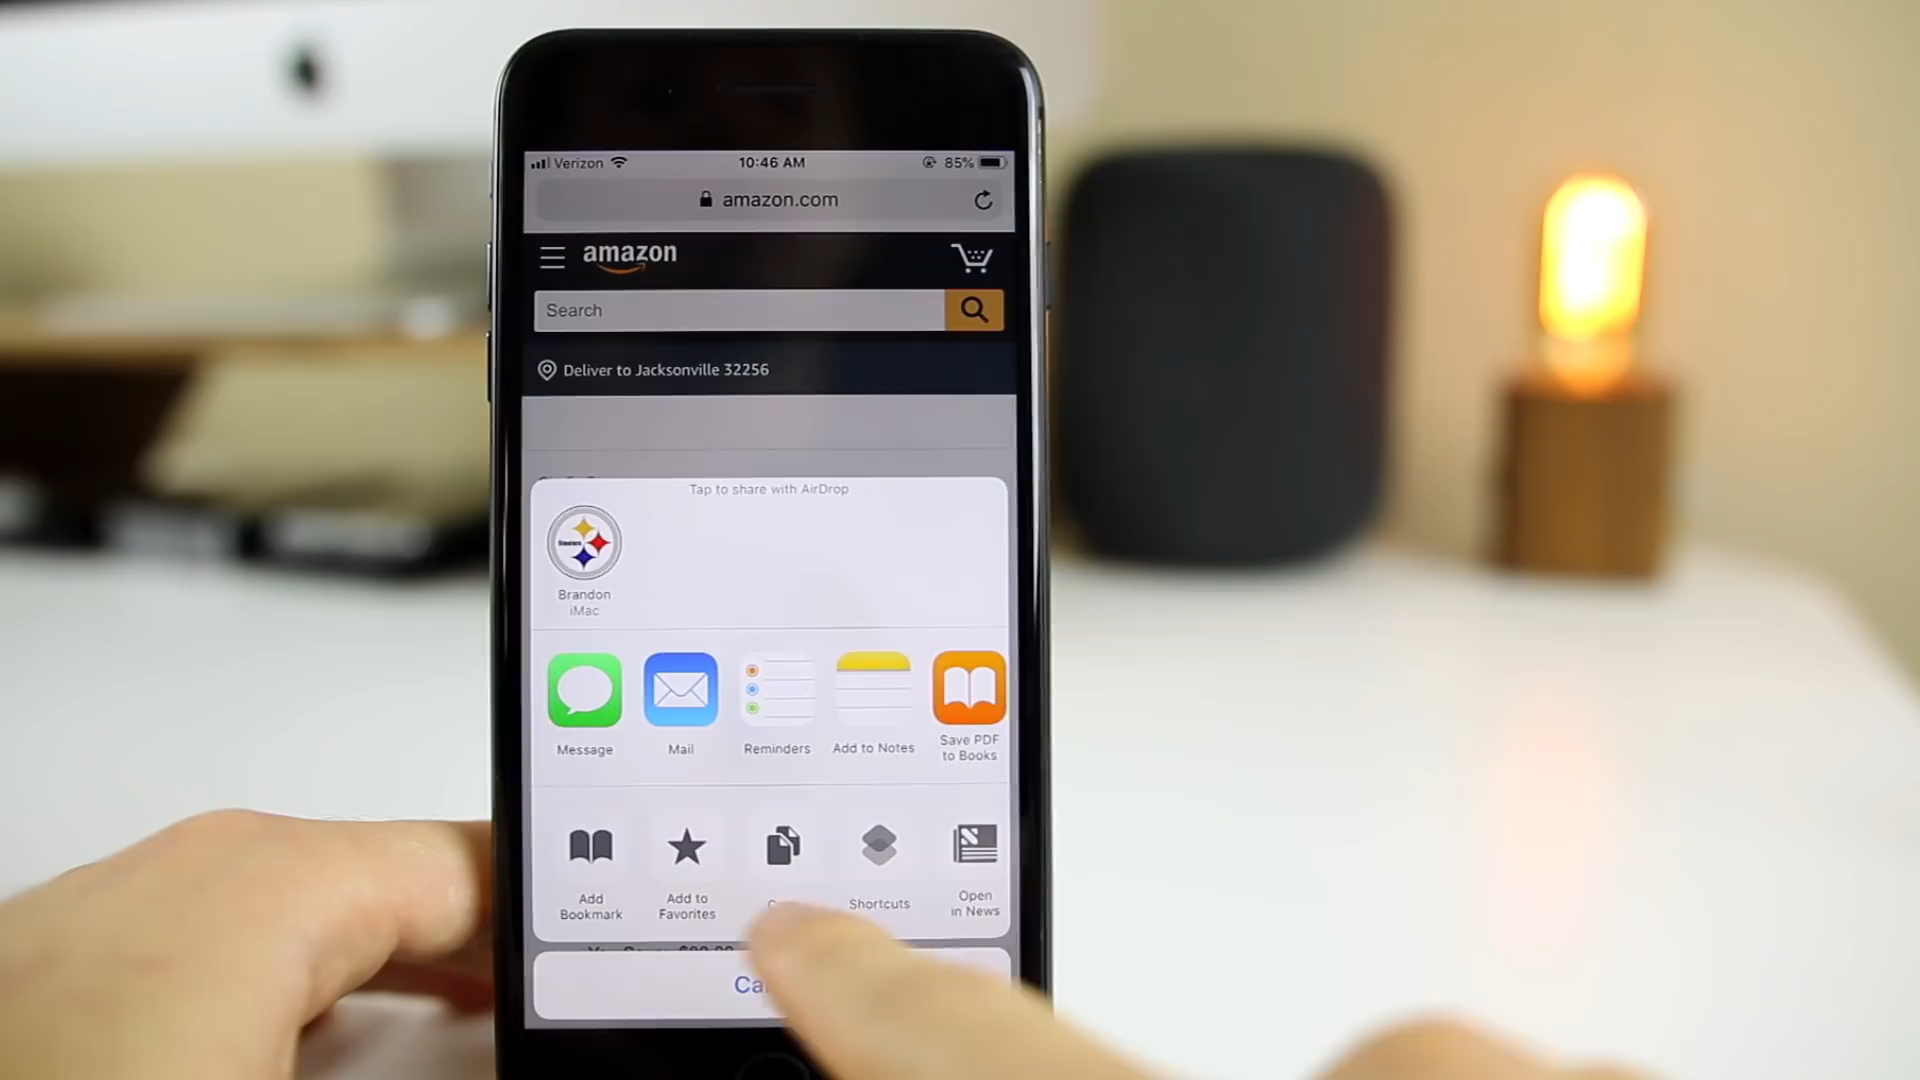 Verizon 10:46 AM 85%
amazon.com
amazon
Search
Deliver to Jacksonville 32256
Tap to share with AirDrop
Steelers
Brandon
iMac
Message Mail Reminders Add to Notes Save PDF
to Books
Add
Bookmark
Add to
Favorites
Shortcuts
Open
in News